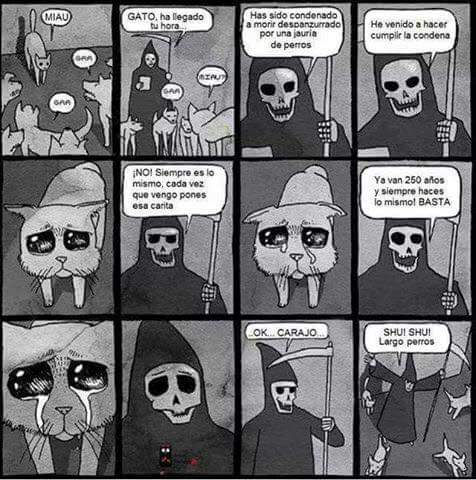 MIAU
GRR
GRR
GATO, ha llegado
tu hora...
MIAU?
GRR
Has sido condenado
a morir despanzurrado
por una jauría
de perros
He venido a hacer
cumplir la condena
¡NO! Siempre es lo
mismo, cada vez
que vengo pones
esa carita
Ya van 250 años
y siempre haces
lo mismo! BASTA
..OK... CARAJO...
SHU! SHU!
Largo perros